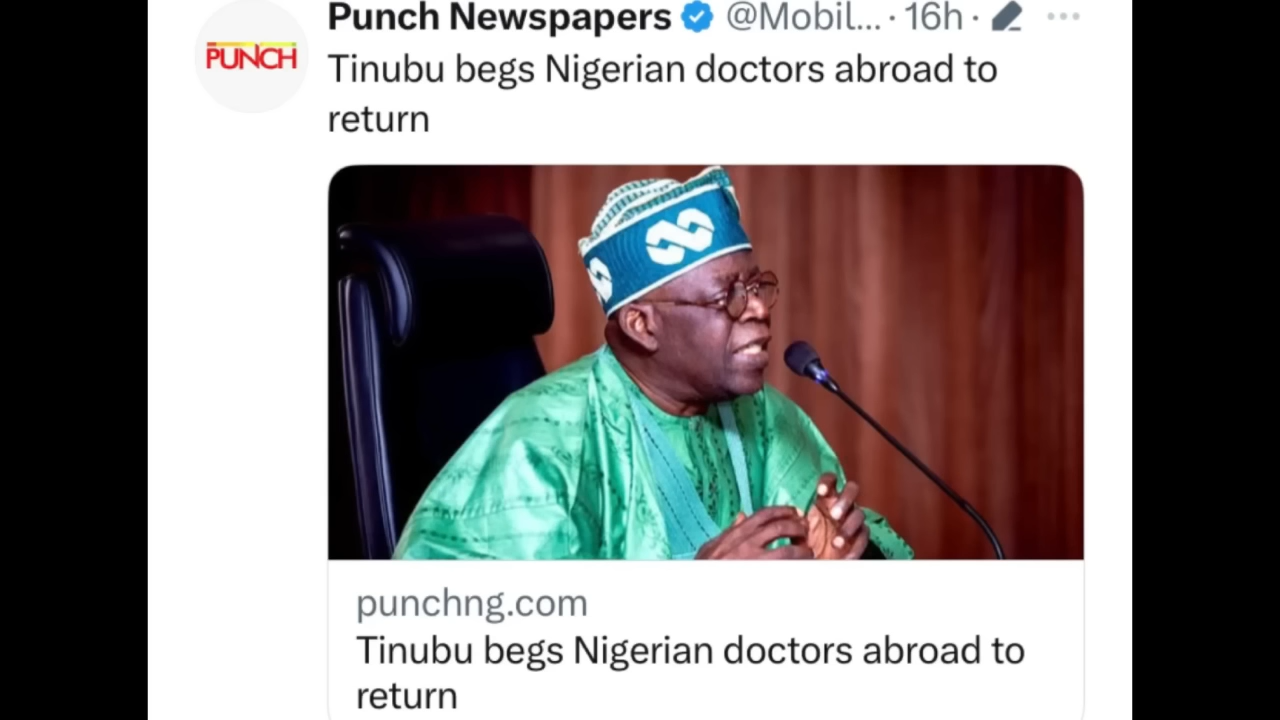 PUNCH
Punch Newspapers @Mobil... · 16h ·
Tinubu begs Nigerian doctors abroad to
return
punchng.com
Tinubu begs Nigerian doctors abroad to
return